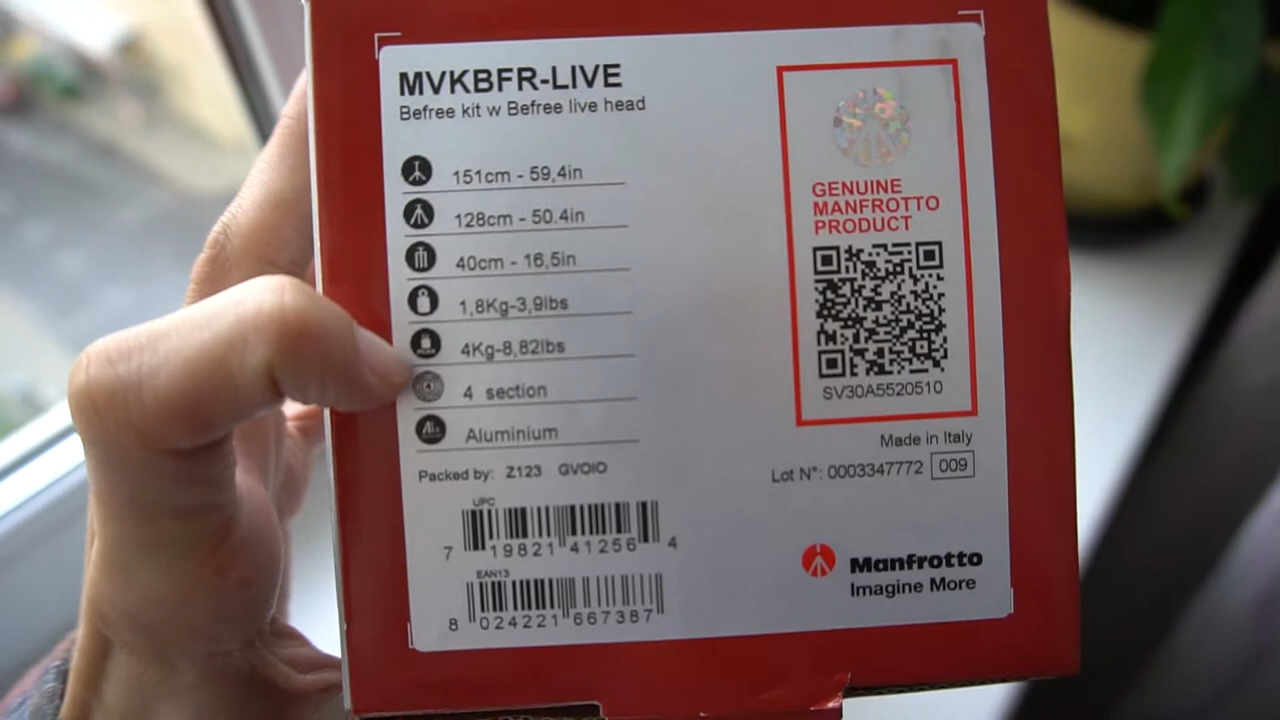 MVKBFR-LIVE
Befree kit w Befree live head
151cm - 59,4in
128cm - 50.4in
40cm - 16,5in
1,8Kg-3,9lbs
4Kg-8,82lbs
4 section
Aluminium
Packed by: Z123 GVOIO
UPC
7 19821 41256 4
EAN13
8 024221 667387
GENUINE
MANFROTTO
PRODUCT
SV30A5520510
Made in Italy
Lot N°: 0003347772 009
Manfrotto
Imagine More